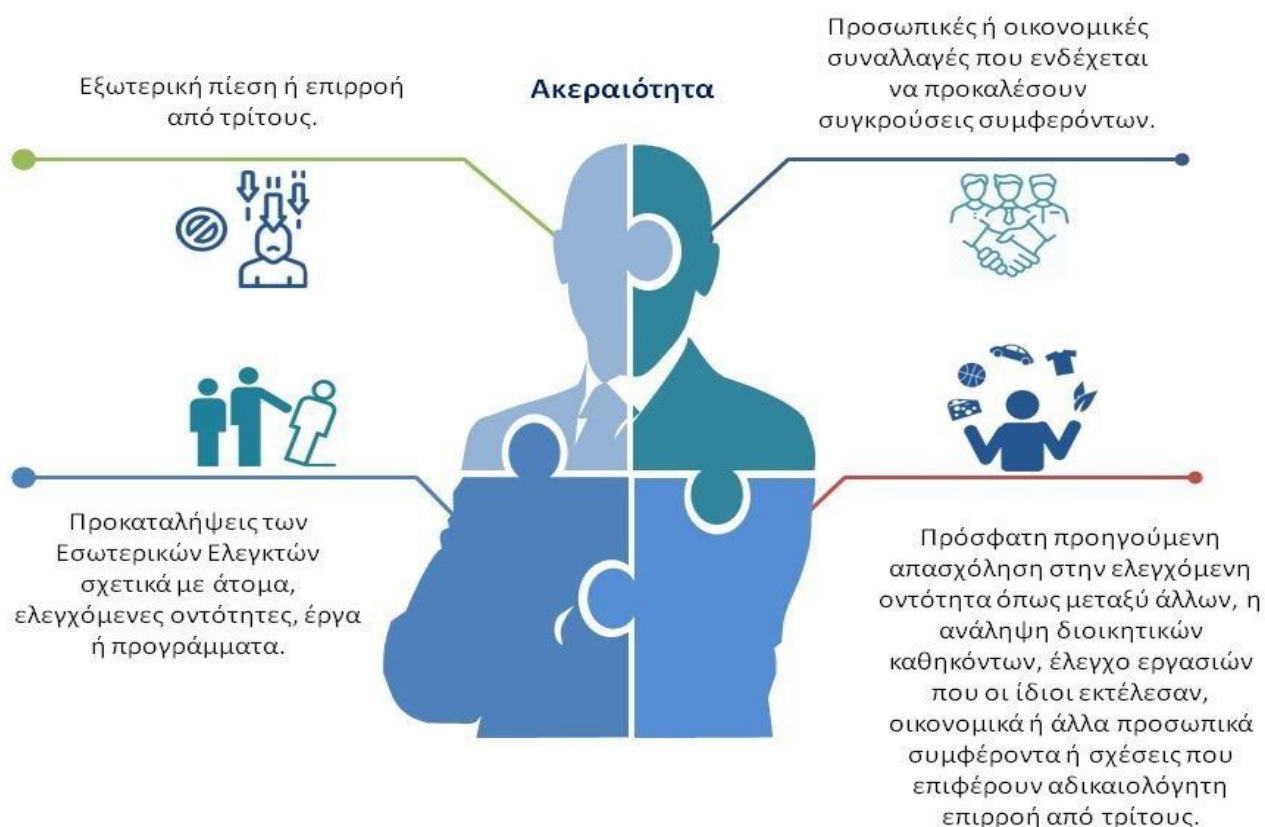 Ακεραιότητα
Εξωτερική πίεση ή επιρροή
από τρίτους.
Προσωπικές ή οικονομικές
συναλλαγές που ενδέχεται
να προκαλέσουν
συγκρούσεις συμφερόντων.
Προκαταλήψεις των
Εσωτερικών Ελεγκτών
σχετικά με άτομα,
ελεγχόμενες οντότητες, έργα
ή προγράμματα.
Πρόσφατη προηγούμενη
απασχόληση στην ελεγχόμενη
οντότητα όπως μεταξύ άλλων, η
ανάληψη διοικητικών
καθηκόντων, έλεγχο εργασιών
που οι ίδιοι εκτέλεσαν,
οικονομικά ή άλλα προσωπικά
συμφέροντα ή σχέσεις που
επιφέρουν αδικαιολόγητη
επιρροή από τρίτους.